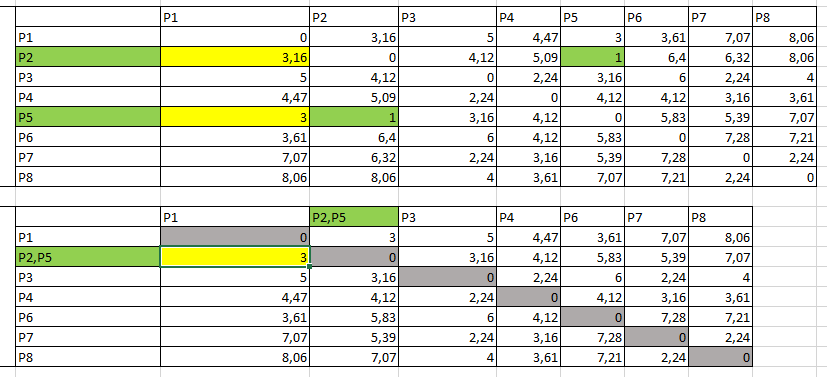 P1 P2 P3 P4 P5 P6 P7 P8
P1 0 3,16 5 4,47 3 3,61 7,07 8,06
P2 3,16 0 4,12 5,09 1 6,4 6,32 8,06
P3 5 4,12 0 2,24 3,16 6 2,24 4
P4 4,47 5,09 2,24 0 4,12 4,12 3,16 3,61
P5 3 1 3,16 4,12 0 5,83 5,39 7,07
P6 3,61 6,4 6 4,12 5,83 0 7,28 7,21
P7 7,07 6,32 2,24 3,16 5,39 7,28 0 2,24
P8 8,06 8,06 4 3,61 7,07 7,21 2,24 0
P1 P2,P5 P3 P4 P6 P7 P8
P1 0 3 5 4,47 3,61 7,07 8,06
P2,P5 3 0 3,16 4,12 5,83 5,39 7,07
P3 5 3,16 0 2,24 6 2,24 4
P4 4,47 4,12 2,24 0 4,12 3,16 3,61
P6 3,61 5,83 6 4,12 0 7,28 7,21
P7 7,07 5,39 2,24 3,16 7,28 0 2,24
P8 8,06 7,07 4 3,61 7,21 2,24 0